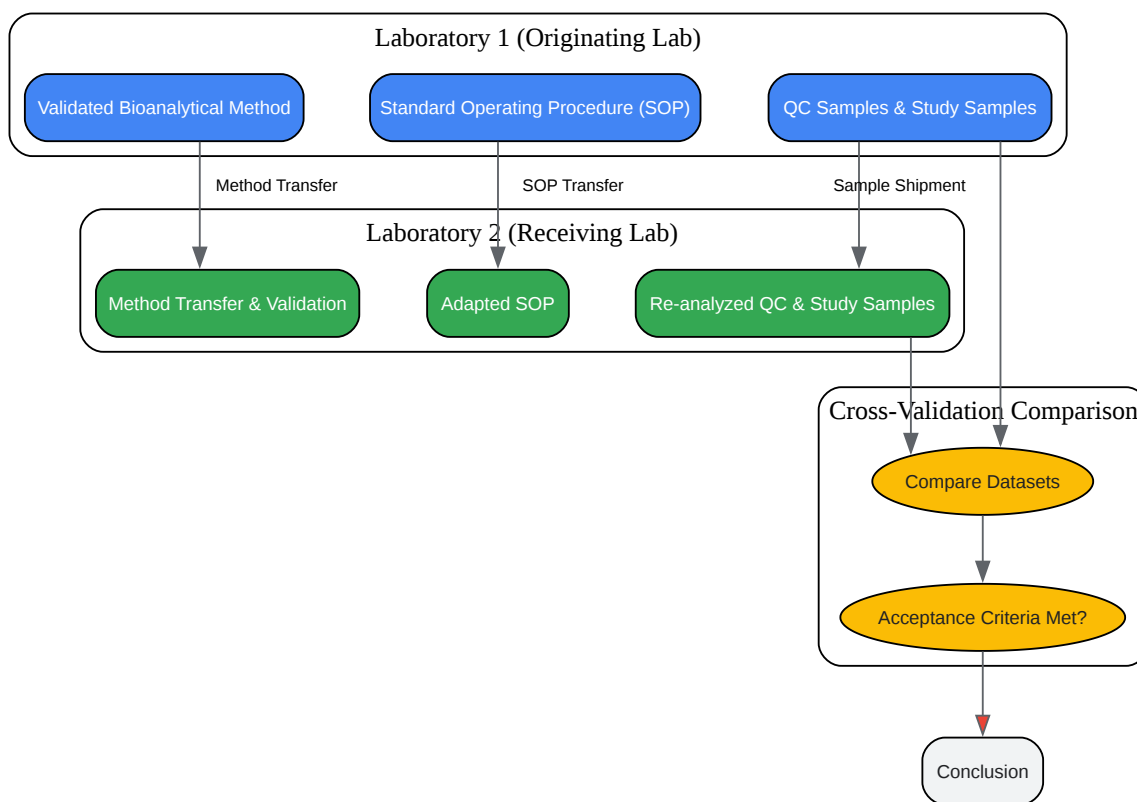 Laboratory 1 (Originating Lab)
Validated Bioanalytical Method
Standard Operating Procedure (SOP)
QC Samples & Study Samples
Method Transfer
SOP Transfer
Sample Shipment
Laboratory 2 (Receiving Lab)
Method Transfer & Validation
Adapted SOP
Re-analyzed QC & Study Samples
Cross-Validation Comparison
Compare Datasets
Acceptance Criteria Met?
Conclusion